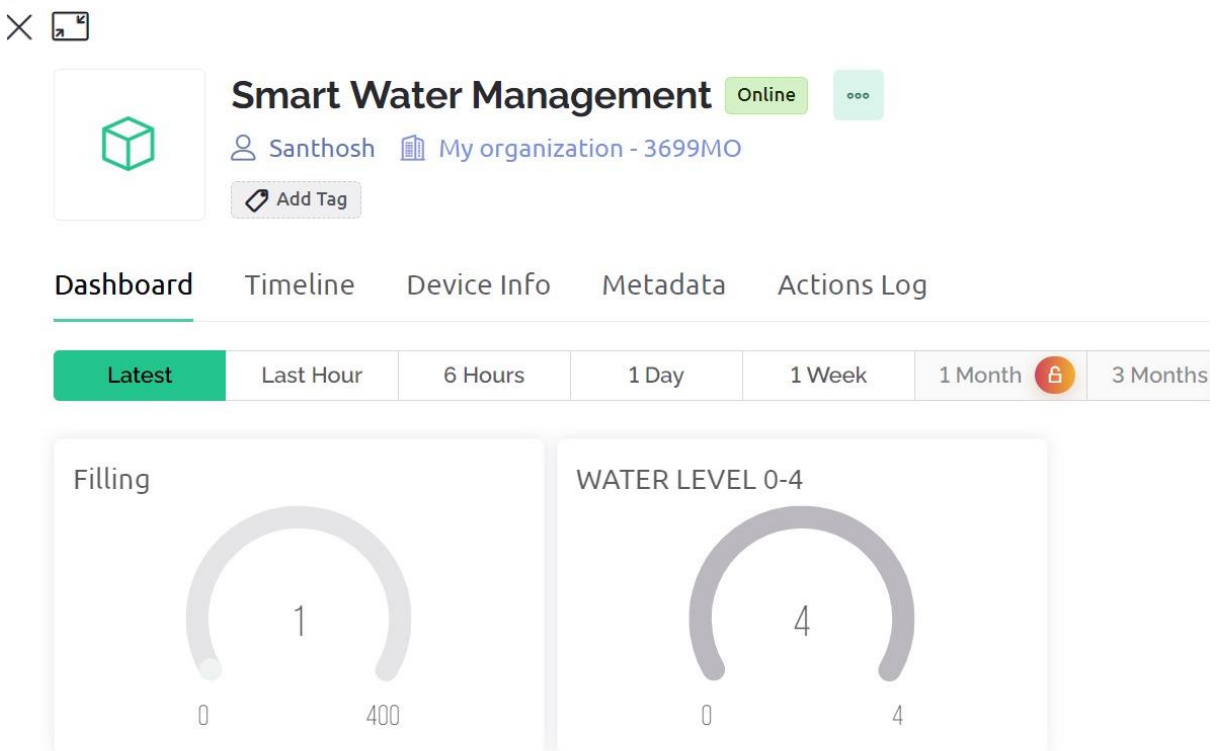 Smart Water Management Online
Santhosh My organization - 3699MO
Add Tag
Dashboard Timeline Device Info Metadata Actions Log
Latest Last Hour 6 Hours 1 Day 1 Week 1 Month 3 Months
Filling
1
0 400
WATER LEVEL 0-4
4
0 4